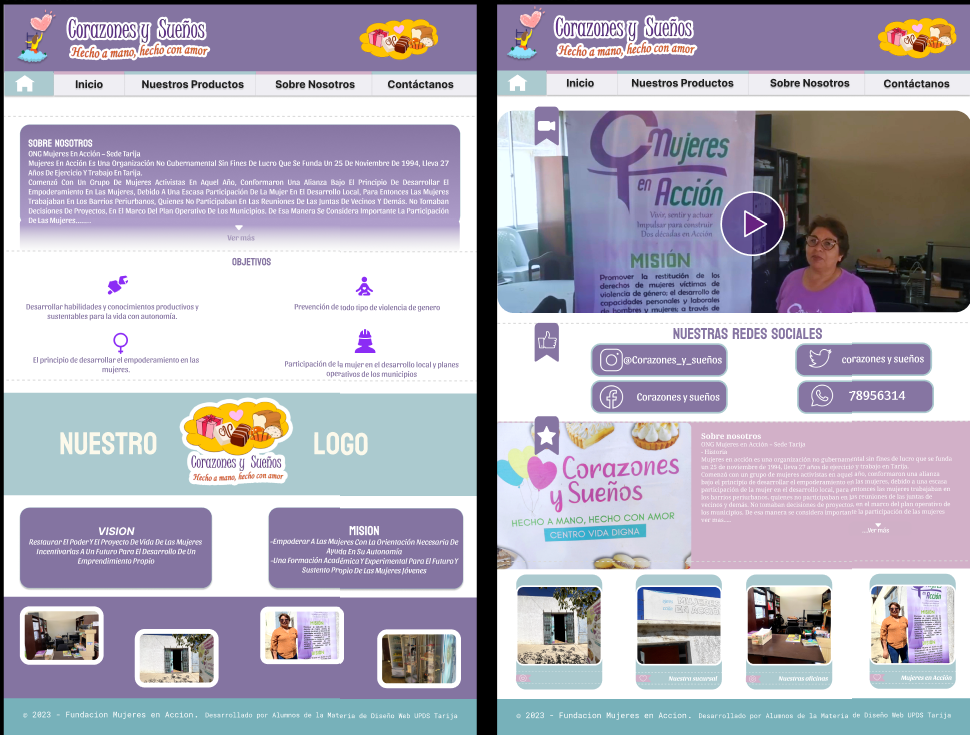 Corazones y Sueños
Hecho a mano, hecho con amor
Inicio
Nuestros Productos
Sobre Nosotros
Contáctanos
SOBRE NOSOTROS
ONG Mujeres En Acción – Sede Tarija
Mujeres En Acción Es Una Organización No Gubernamental Sin Fines De Lucro Que Se Funda Un 25 De Noviembre De 1994, Lleva 27
Años De Ejercicio Y Trabajo En Tarija.
Comenzó Con Un Grupo De Mujeres Activistas En Aquel Año, Conformaron Una Alianza Bajo El Principio De Desarrollar El
Empoderamiento En Las Mujeres, Debido A Una Escasa Participación De La Mujer En El Desarrollo Local, Para Entonces Las Mujeres
Trabajaban En Los Barrios Periurbanos, Quienes No Participaban En Las Reuniones De Las Juntas De Vecinos Y Demás. No Tomaban
Decisiones De Proyectos, En El Marco Del Plan Operativo De Los Municipios. De Esa Manera Se Considera Importante La Participación
De Las Mujeres........
Ver más
OBJETIVOS
Desarrollar habilidades y conocimientos productivos y
sustentables para la vida con autonomía.
Prevención de todo tipo de violencia de genero
El principio de desarrollar el empoderamiento en las
mujeres.
Participación de la mujer en el desarrollo local y planes
operativos de los municipios
NUESTRO
Corazones y Sueños
Hecho a mano, hecho con amor
LOGO
VISION
Restaurar El Poder Y El Proyecto De Vida De Las Mujeres
Incentivarlas A Un Futuro Para El Desarrollo De Un
Emprendimiento Propio
MISION
-Empoderar A Las Mujeres Con La Orientación Necesaria De
Ayuda En Su Autonomía
-Una Formación Académica Y Experimental Para El Futuro Y
Sustento Propio De Las Mujeres Jóvenes
© 2023 - Fundacion Mujeres en Accion. Desarrollado por Alumnos de la Materia de Diseño Web UPDS Tarija
Corazones y Sueños
Hecho a mano, hecho con amor
Inicio
Nuestros Productos
Sobre Nosotros
Contáctanos
Mujeres
en Acción
Vivir, sentir y actuar
Impulsar para construir
Dos décadas en Acción
MISIÓN
Promover la restitución de los
derechos de mujeres víctimas de
violencia de género; el desarrollo de
capacidades personales y laborales
de hombres y mujeres; a través de
NUESTRAS REDES SOCIALES
@Corazones_y_sueños
corazones y sueños
Corazones y sueños
78956314
Corazones
y Sueños
HECHO A MANO, HECHO CON AMOR
CENTRO VIDA DIGNA
Sobre nosotros
ONG Mujeres en Acción – Sede Tarija
- Historia
Mujeres en acción es una organización no gubernamental sin fines de lucro que se funda
un 25 de noviembre de 1994, lleva 27 años de ejercicio y trabajo en Tarija.
Comenzó con un grupo de mujeres activistas en aquel año, conformaron una alianza
bajo el principio de desarrollar el empoderamiento en las mujeres, debido a una escasa
participación de la mujer en el desarrollo local, para entonces las mujeres trabajaban en
los barrios periurbanos, quienes no participaban en las reuniones de las juntas de
vecinos y demás. No tomaban decisiones de proyectos, en el marco del plan operativo de
los municipios. De esa manera se considera importante la participación de las mujeres
ver mas....
...Ver más
Nuestra sucursal
Nuestras oficinas
Mujeres en Acción
© 2023 - Fundacion Mujeres en Accion. Desarrollado por Alumnos de la Materia de Diseño Web UPDS Tarija